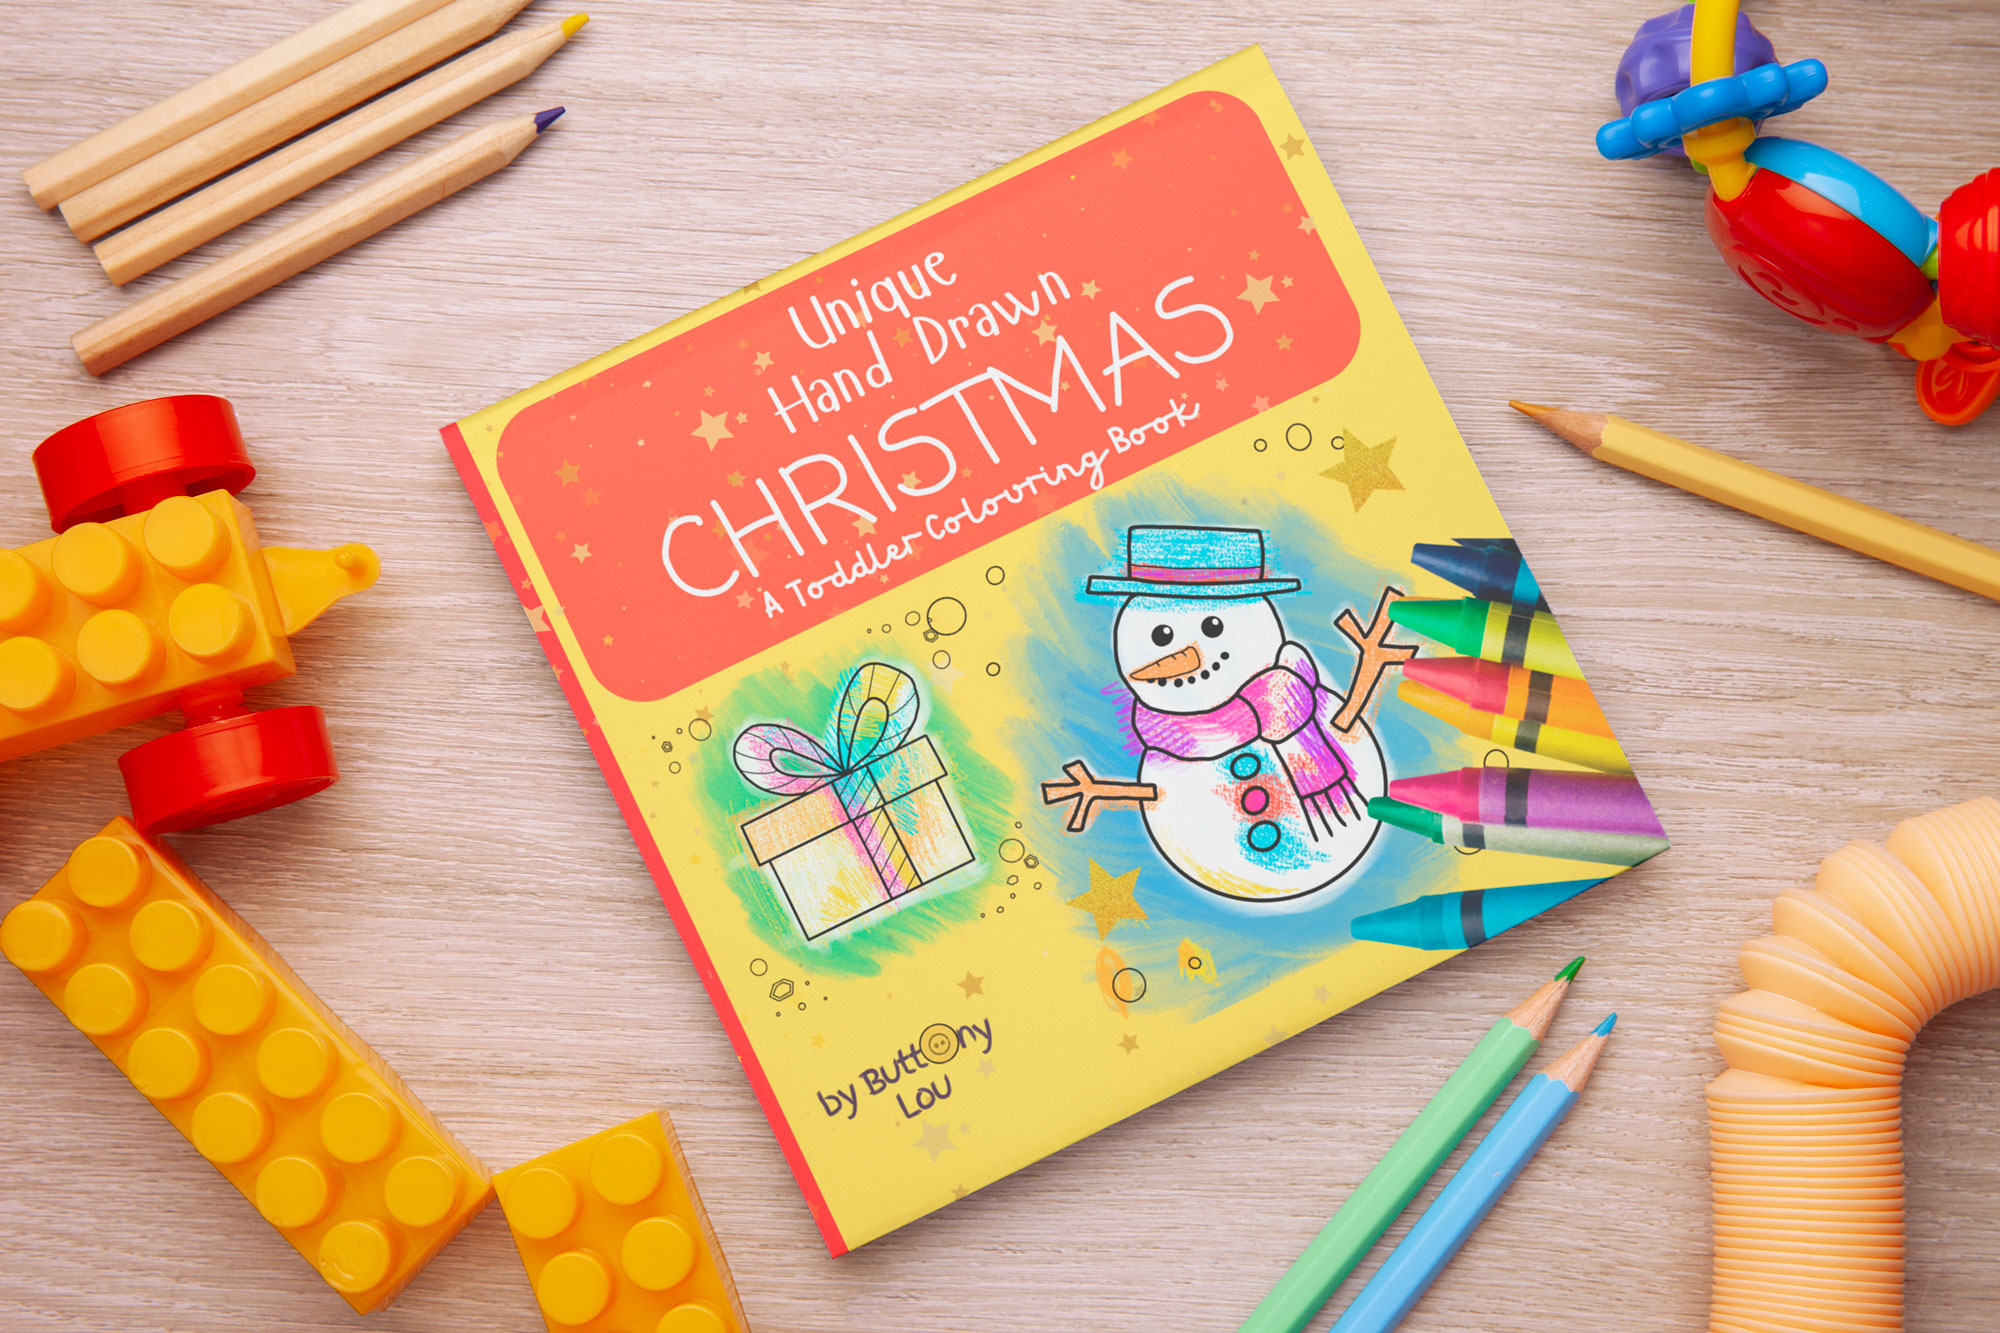 Unique
Hand Drawn
CHRISTMAS
A Toddler Colouring Book
by Buttony
Lou